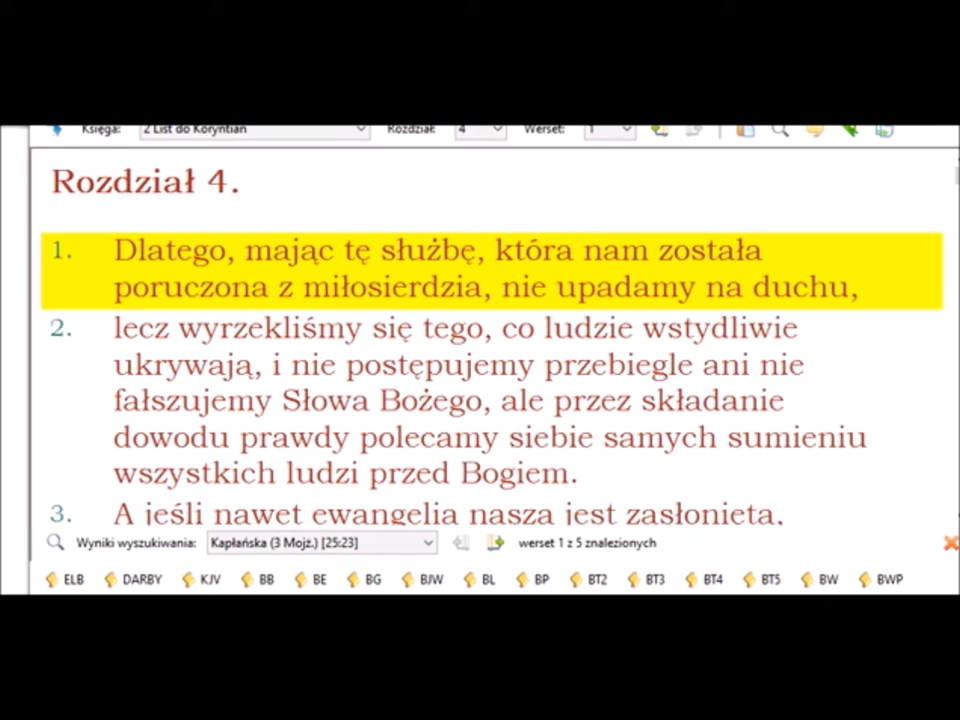 Księga: 2 List do Koryntian Rozdział: 4 Werset: 1
Rozdział 4.
1. Dlatego, mając tę służbę, która nam została
poruczona z miłosierdzia, nie upadamy na duchu,
2. lecz wyrzekliśmy się tego, co ludzie wstydliwie
ukrywają, i nie postępujemy przebiegle ani nie
fałszujemy Słowa Bożego, ale przez składanie
dowodu prawdy polecamy siebie samych sumieniu
wszystkich ludzi przed Bogiem.
3. A jeśli nawet ewangelia nasza jest zasłonięta,
Wyniki wyszukiwania: Kapłańska (3 Mojż.) [25:23] werset 1 z 5 znalezionych
ELB DARBY KJV BB BE BG BJW BL BP BT2 BT3 BT4 BT5 BW BWP